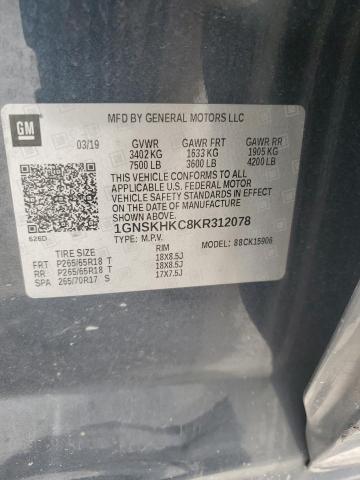 GM
MFD BY GENERAL MOTORS LLC
03/19 GVWR GAWR FRT GAWR RR
3402 KG 1633 KG 1905 KG
7500 LB 3600 LB 4200 LB
THIS VEHICLE CONFORMS TO ALL APPLICABLE
U.S. FEDERAL MOTOR
VEHICLE SAFETY STANDARDS IN EFFECT
ON THE DATE OF MANUFACTURE SHOWN ABOVE.
1GNSKHKC8KR312078
TYPE: M.P.V. MODEL: 88CK15906
626D
TIRE SIZE RIM
FRT P265/65R18 T 18X8.5J
RR P265/65R18 T 18X8.5J
SPA 265/70R17 S 17X7.5J